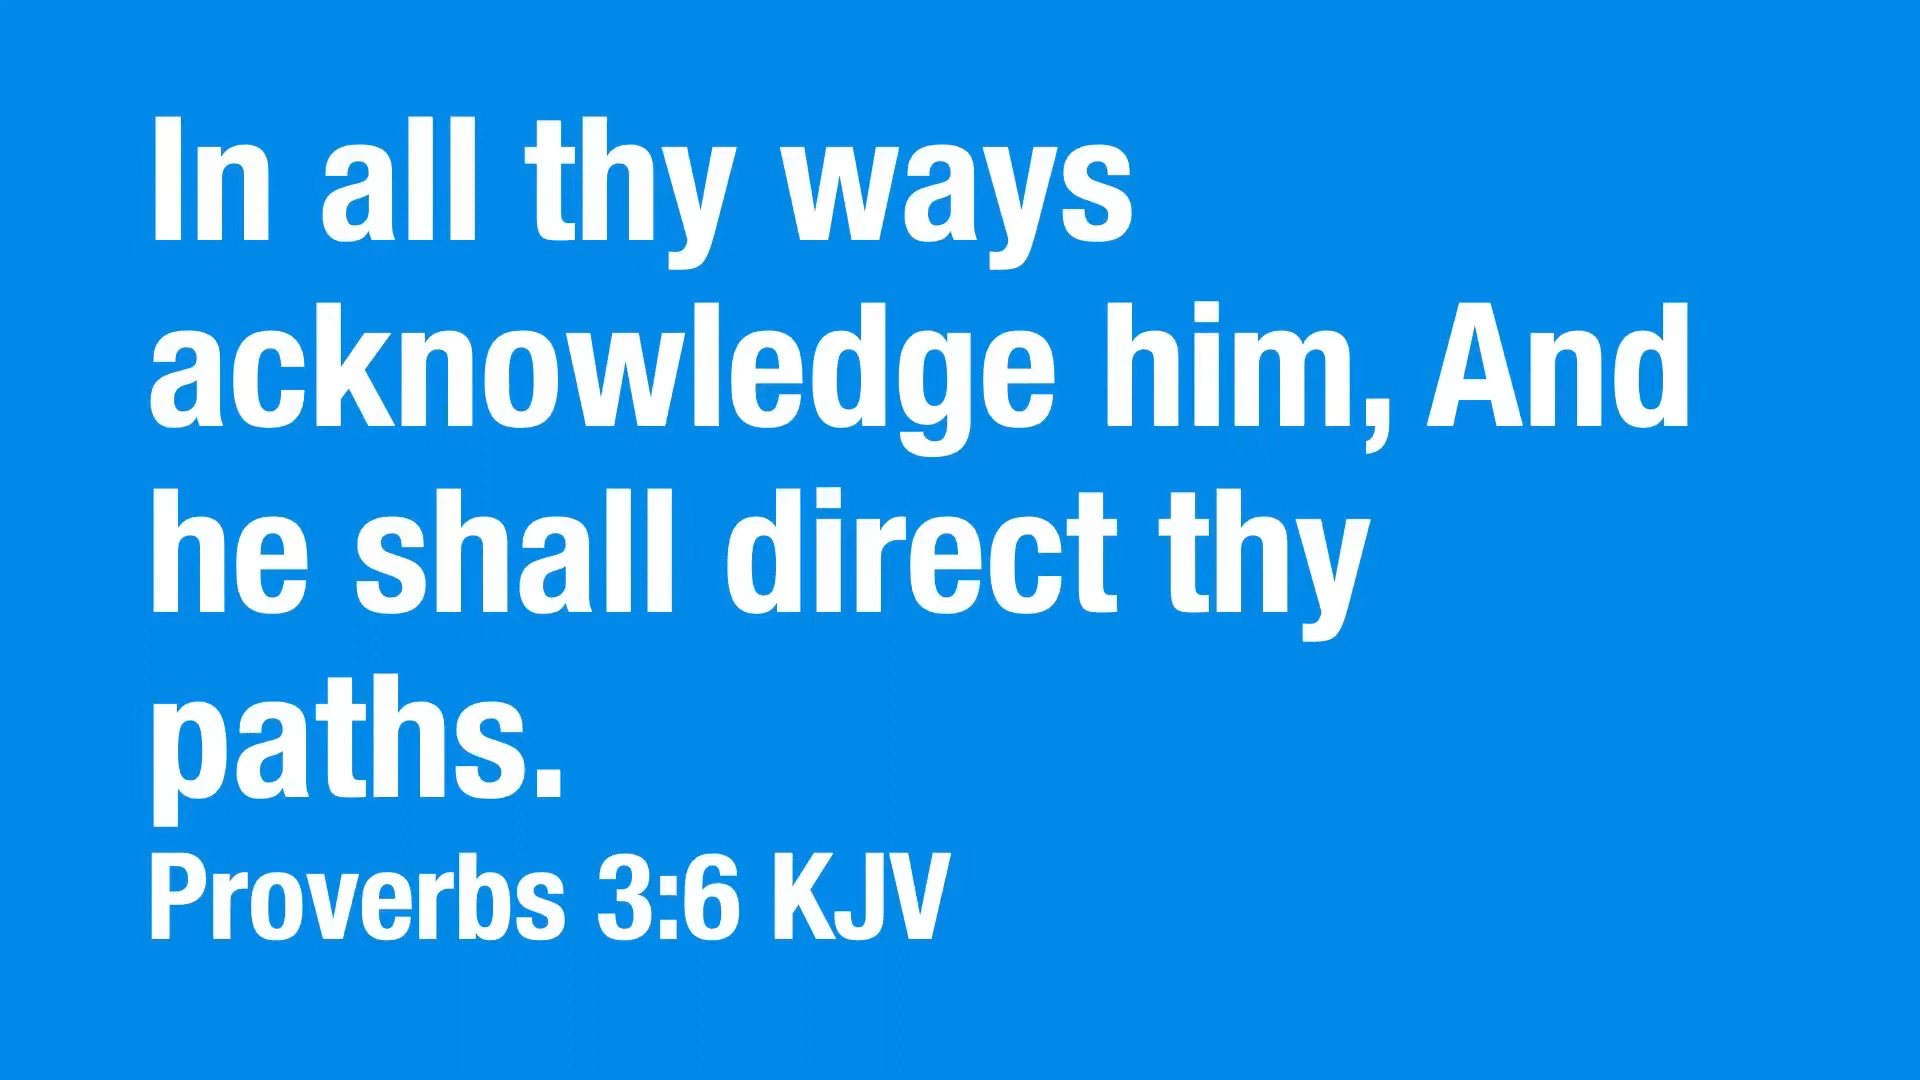 In all thy ways
acknowledge him, And
he shall direct thy
paths.
Proverbs 3:6 KJV